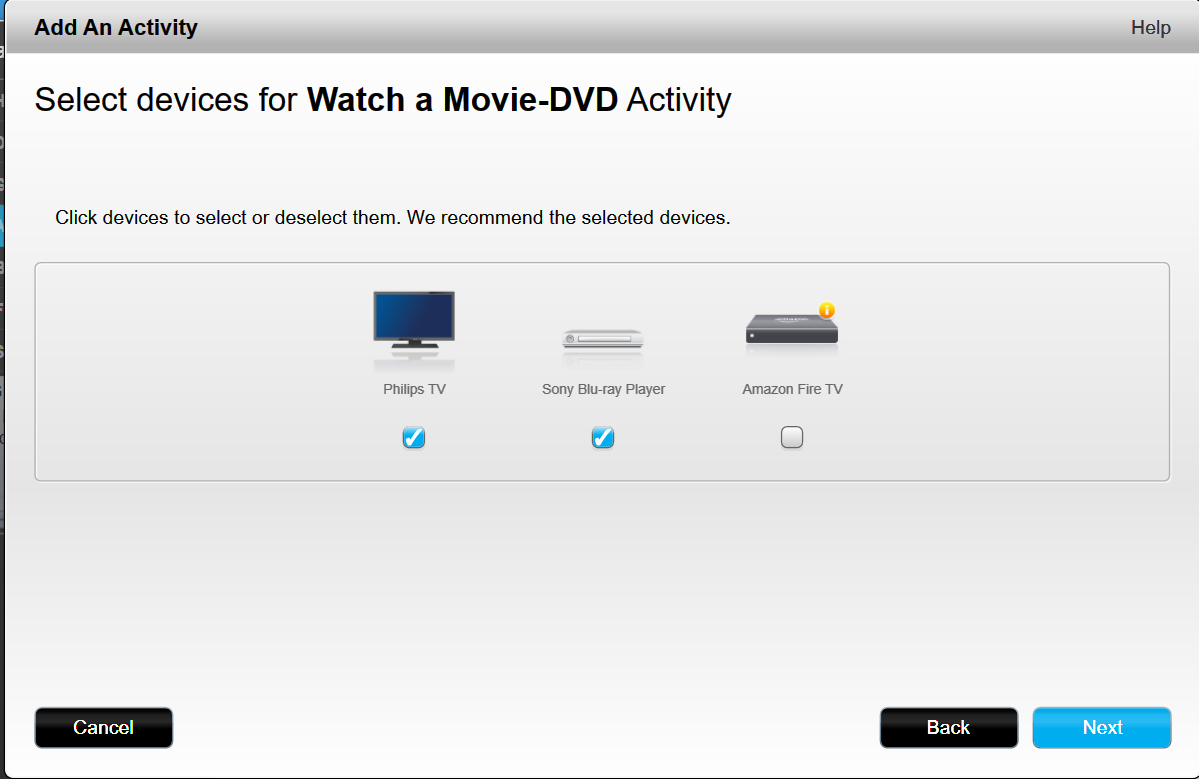 Add An Activity
Help
Select devices for Watch a Movie-DVD Activity
Click devices to select or deselect them. We recommend the selected devices.
Philips TV
Sony Blu-ray Player
Amazon Fire TV
Cancel
Back
Next